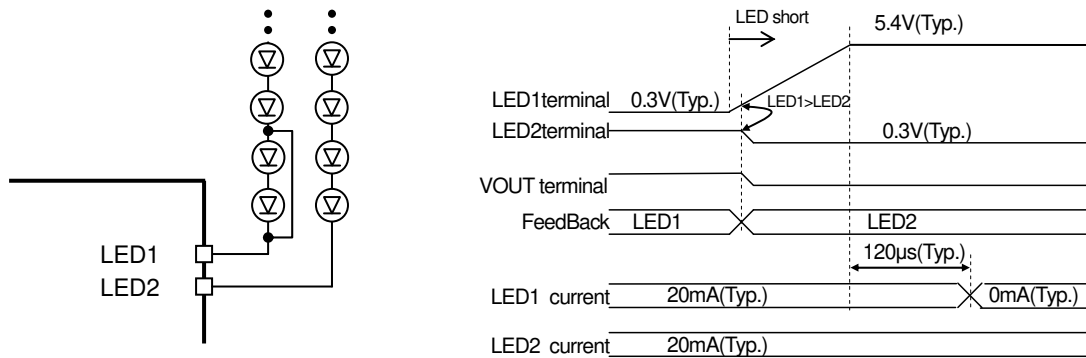 LED1
LED2
LED short
5.4V(Typ.)
LED1terminal 0.3V(Typ.) LED1>LED2
LED2terminal 0.3V(Typ.)
VOUT terminal
FeedBack LED1 LED2
120µs(Typ.)
LED1 current 20mA(Typ.) 0mA(Typ.)
LED2 current 20mA(Typ.)